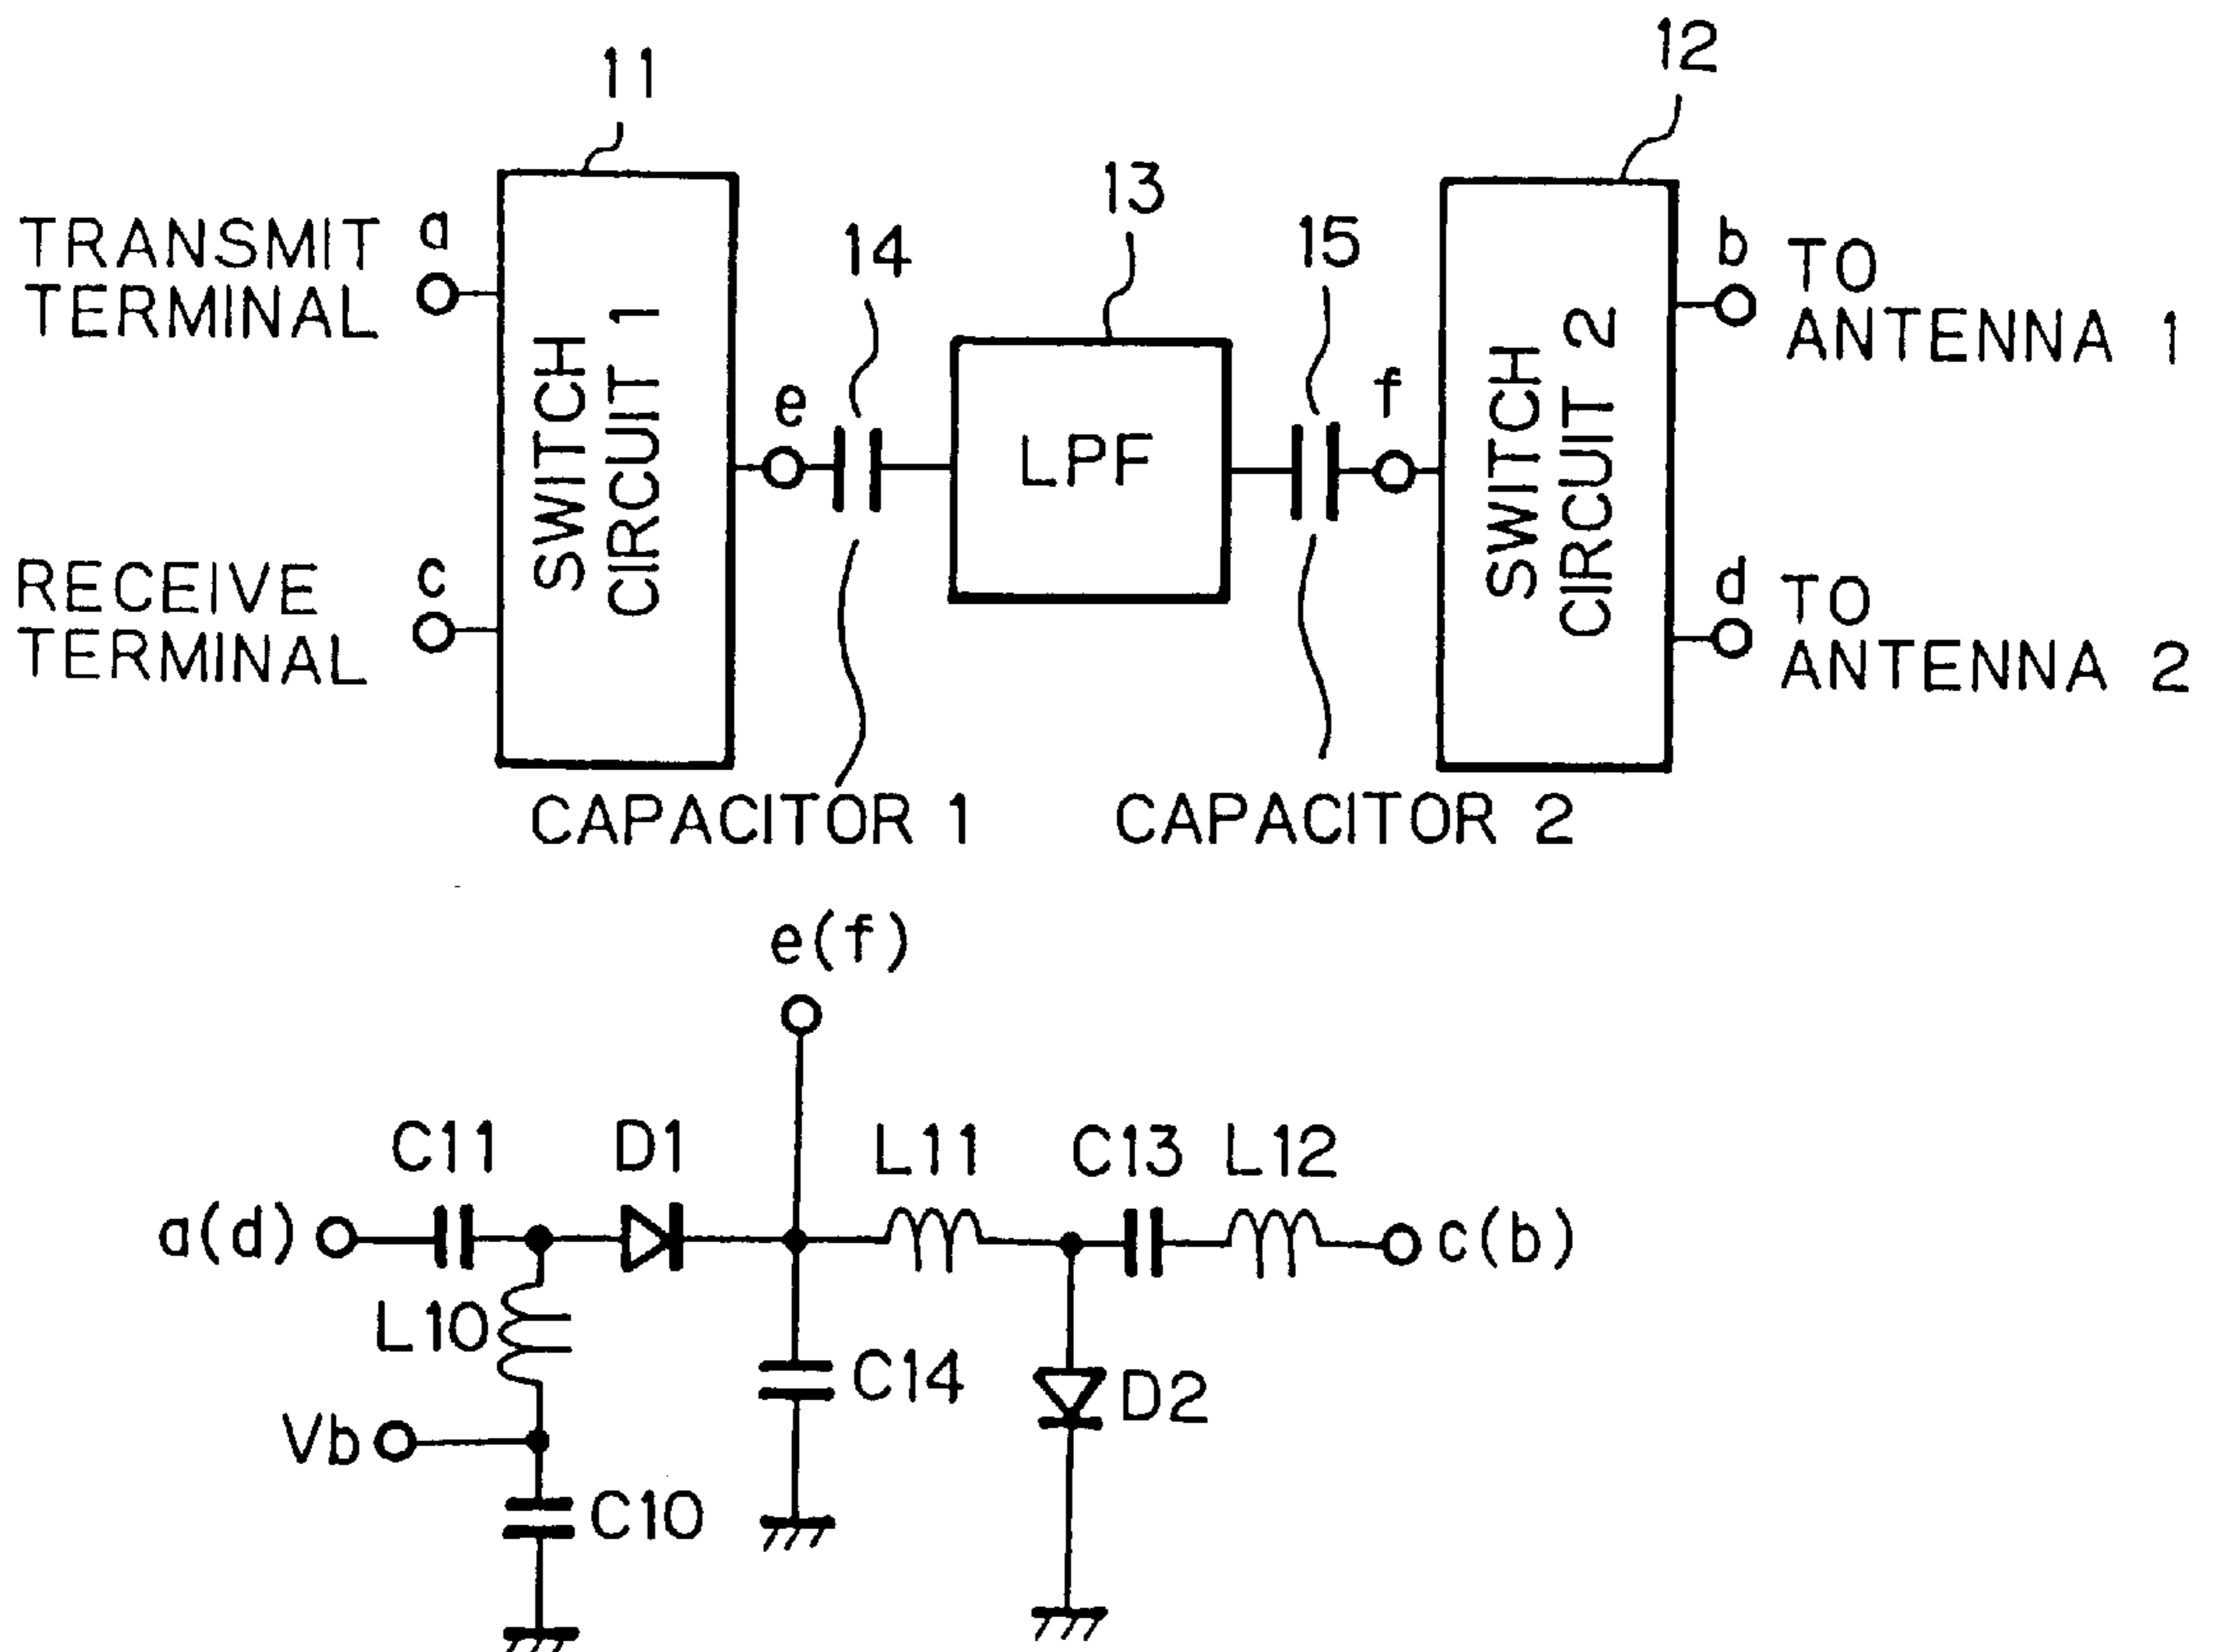 11
12
13
TRANSMIT
TERMINAL
a
14
15
b
TO
ANTENNA 1
SWITCH
CIRCUIT 1
e
LPF
f
SWITCH
CIRCUIT 2
RECEIVE
TERMINAL
c
d
TO
ANTENNA 2
CAPACITOR 1
CAPACITOR 2
e(f)
C11
D1
L11
C13
L12
a(d)
c(b)
L10
C14
D2
Vb
C10